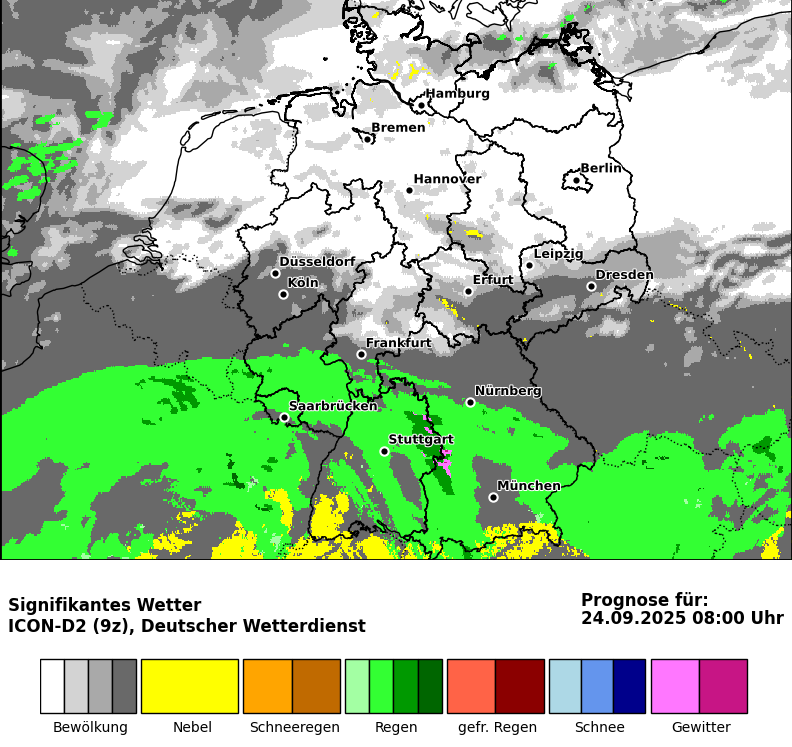 Hamburg
Bremen
Berlin
Hannover
Leipzig
Düsseldorf
Dresden
Köln
Erfurt
Frankfurt
Nürnberg
Saarbrücken
Stuttgart
München
Signifikantes Wetter
ICON-D2 (9z), Deutscher Wetterdienst
Prognose für:
24.09.2025 08:00 Uhr
Bewölkung
Nebel
Schneeregen
Regen
gefr. Regen
Schnee
Gewitter